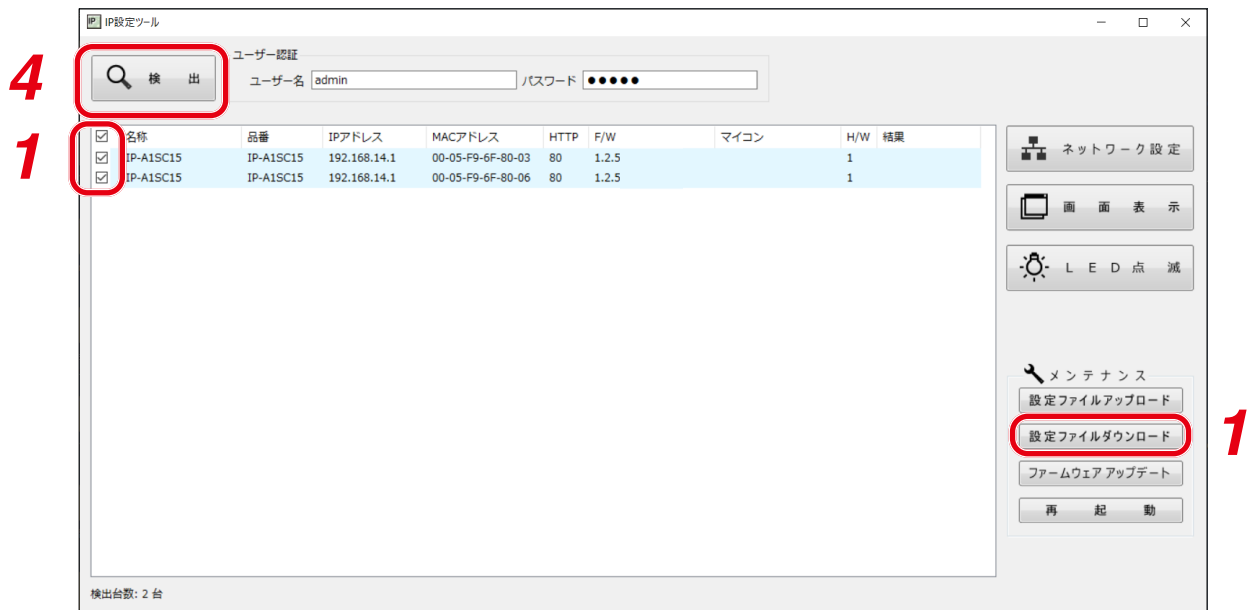 IP IP設定ツール
4
検 出
ユーザー認証
ユーザー名 admin パスワード ●●●●●
1
名称 品番 IPアドレス MACアドレス HTTP F/W マイコン H/W 結果
IP-A1SC15 IP-A1SC15 192.168.14.1 00-05-F9-6F-80-03 80 1.2.5 1
IP-A1SC15 IP-A1SC15 192.168.14.1 00-05-F9-6F-80-06 80 1.2.5 1
ネットワーク設定
画 面 表 示
LED点 滅
メンテナンス
設定ファイルアップロード
設定ファイルダウンロード
1
ファームウェア アップデート
再 起 動
検出台数: 2 台